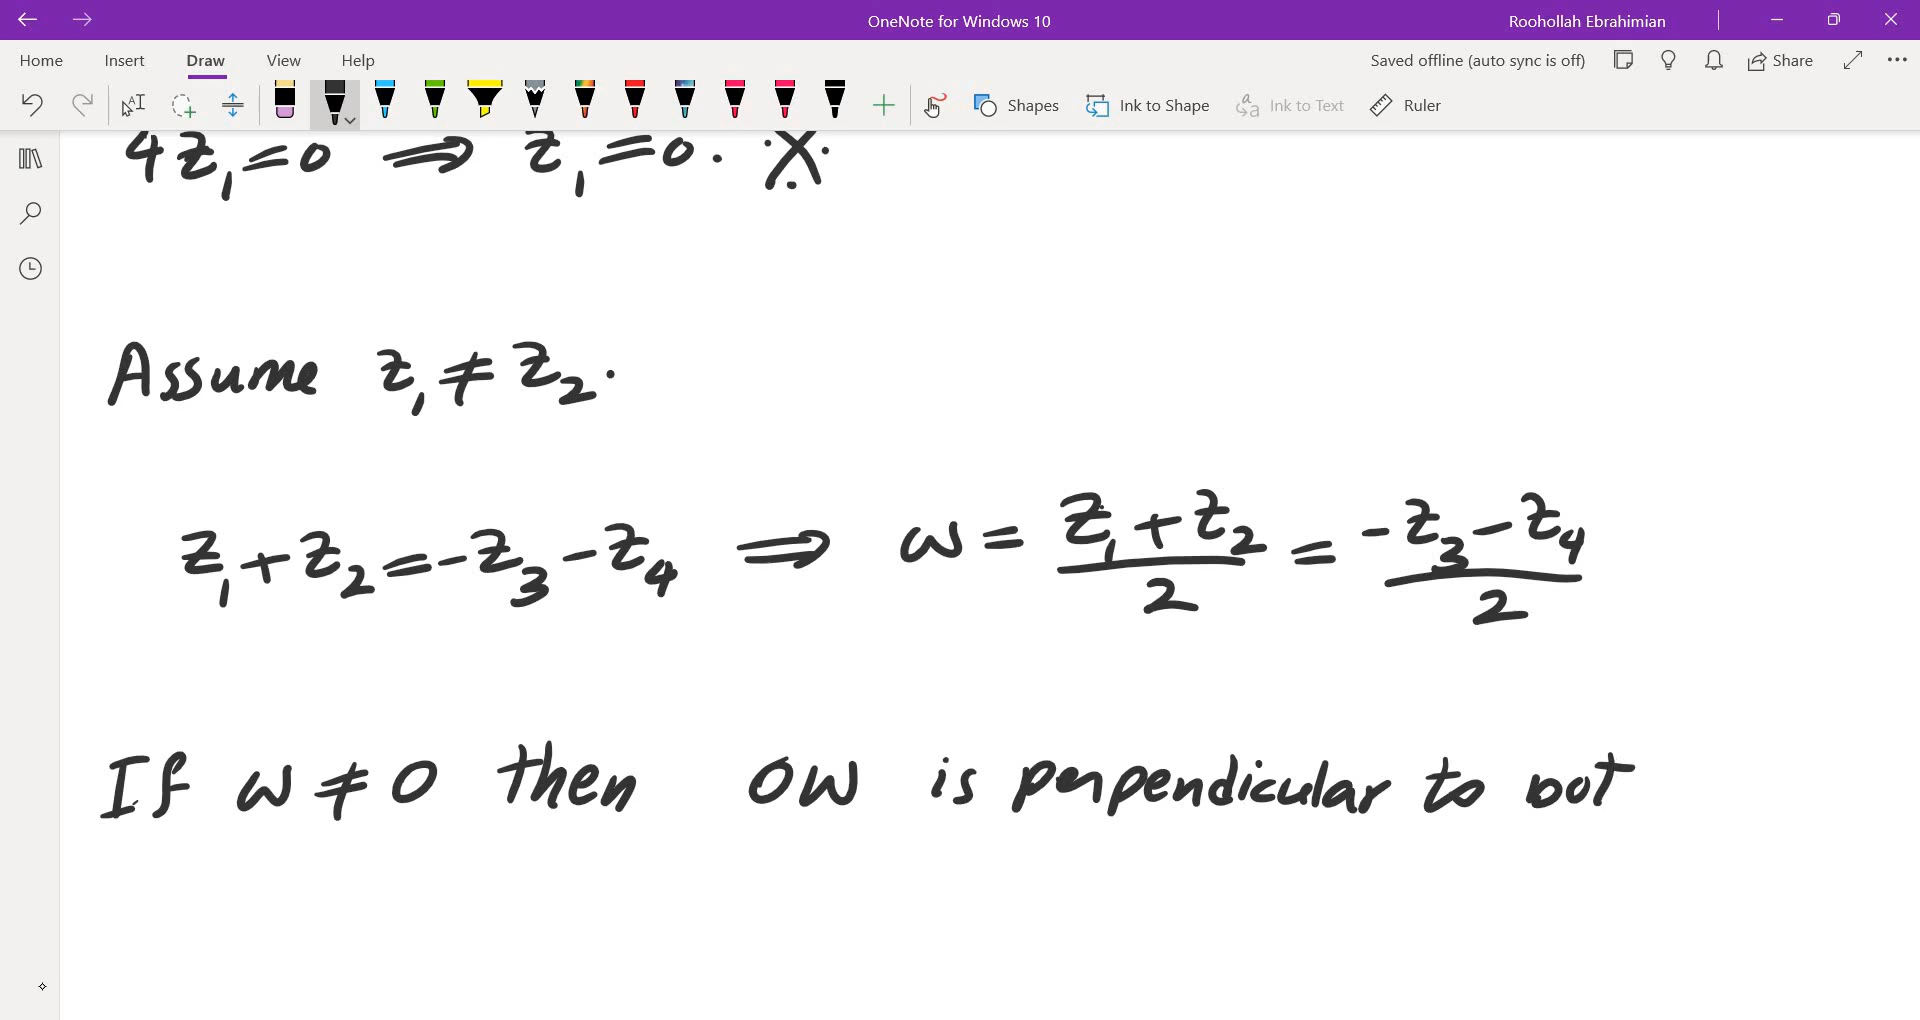 OneNote for Windows 10
Roohollah Ebrahimian
Home Insert Draw View Help
Saved offline (auto sync is off)
Share
Shapes
Ink to Shape
Ink to Text
Ruler
4z₁=0 ⟹ z₁=0. ※
Assume z₁≠z₂.
z₁+z₂=-z₃-z₄ ⟹ ω = (z₁+z₂)/2 = (-z₃-z₄)/2
If ω≠0 then OW is perpendicular to bot